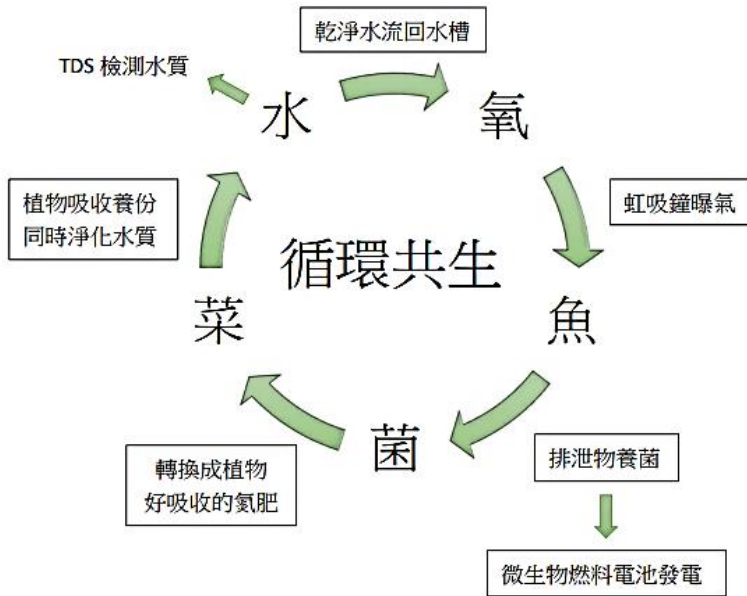 乾淨水流回水槽
TDS 檢測水質
水
氧
植物吸收養份
同時淨化水質
虹吸鐘曝氣
循環共生
菜
魚
菌
轉換成植物
好吸收的氮肥
排泄物養菌
微生物燃料電池發電